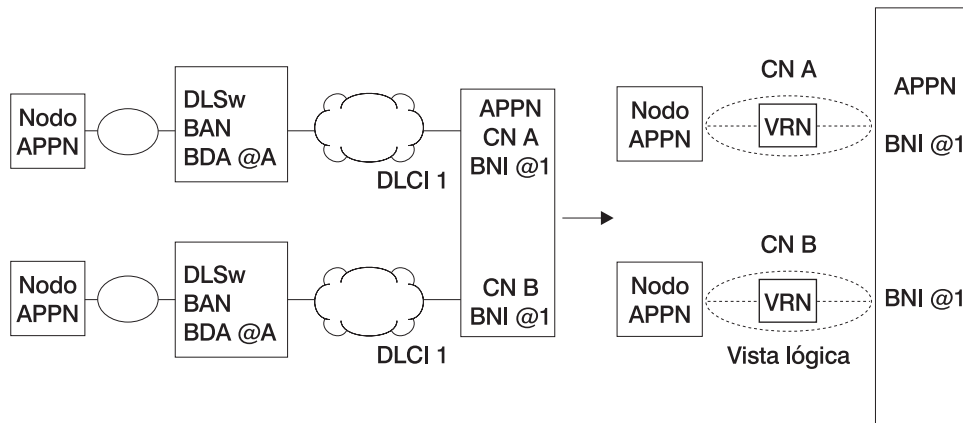 Nodo
APPN
DLSw
BAN
BDA @A
DLCI 1
APPN
CN A
BNI @1
CN A
Nodo
APPN
VRN
APPN
BNI @1
Nodo
APPN
DLSw
BAN
BDA @A
DLCI 1
CN B
BNI @1
CN B
Nodo
APPN
VRN
Vista lógica
BNI @1